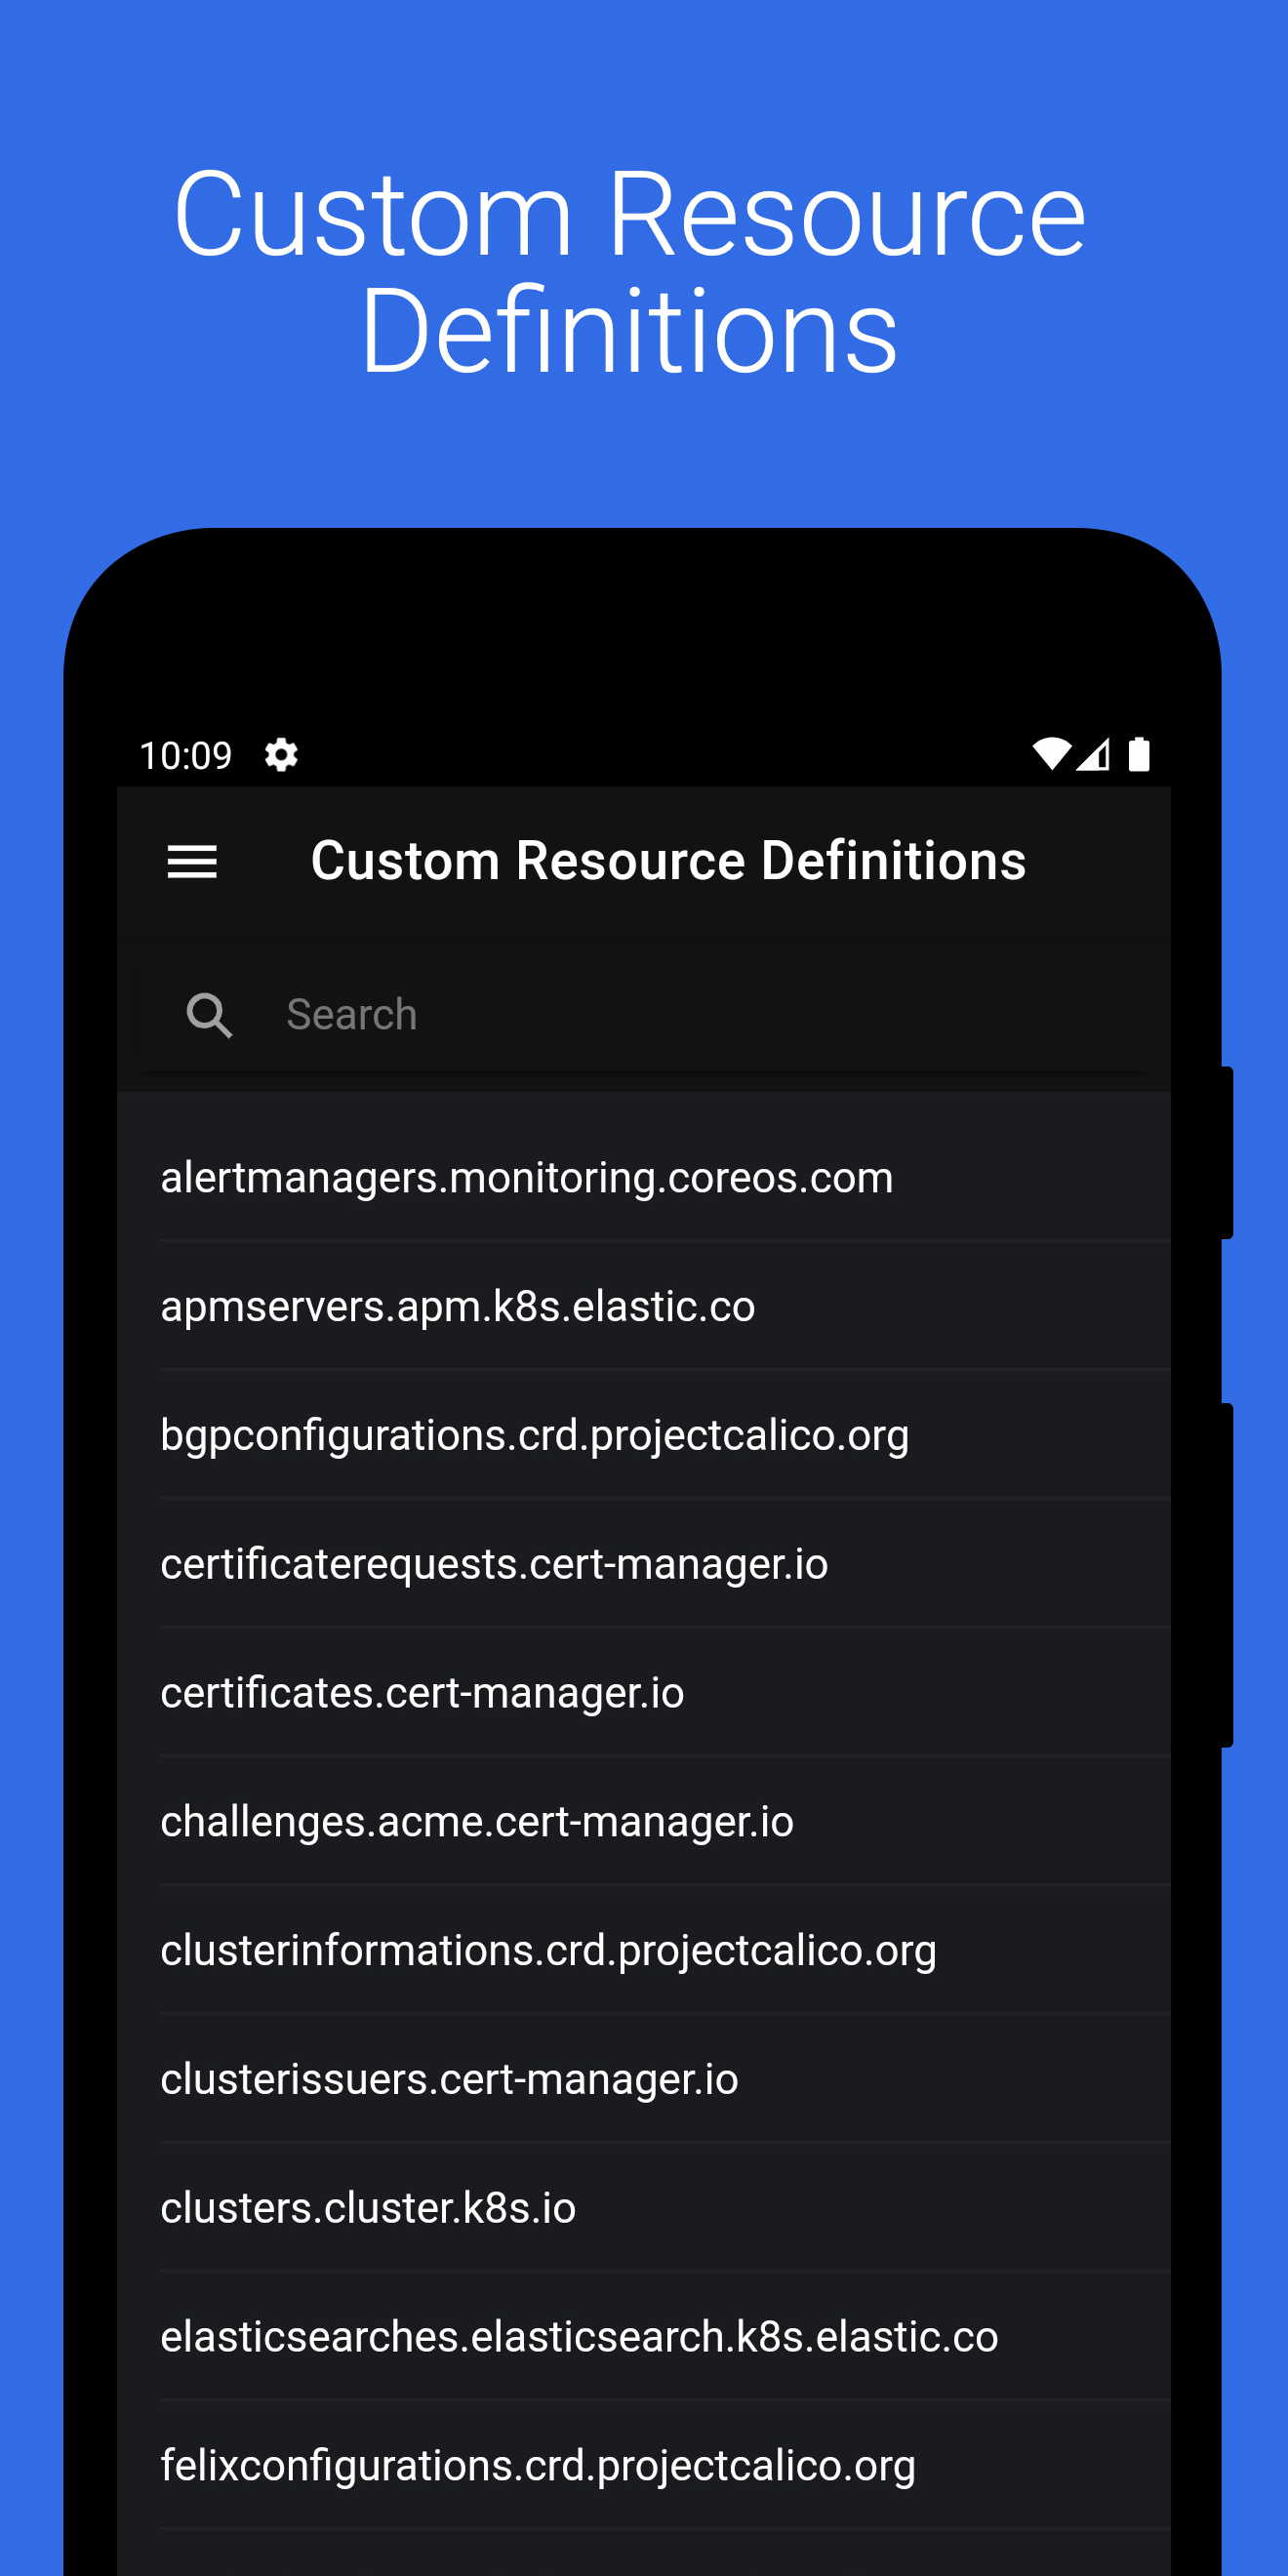 Custom Resource
Definitions
10:09
Custom Resource Definitions
Search
alertmanagers.monitoring.coreos.com
apmservers.apm.k8s.elastic.co
bgpconfigurations.crd.projectcalico.org
certificaterequests.cert-manager.io
certificates.cert-manager.io
challenges.acme.cert-manager.io
clusterinformations.crd.projectcalico.org
clusterissuers.cert-manager.io
clusters.cluster.k8s.io
elasticsearches.elasticsearch.k8s.elastic.co
felixconfigurations.crd.projectcalico.org